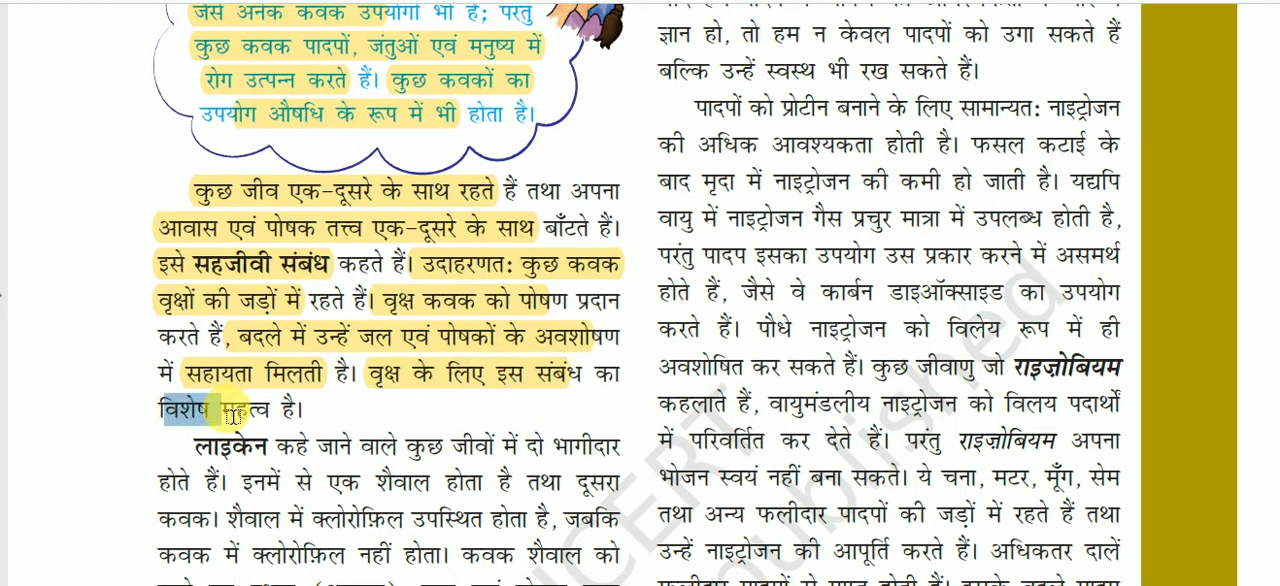 जैसे अनेक कवक उपयोगी भी हैं; परंतु
कुछ कवक पादपों, जंतुओं एवं मनुष्य में
रोग उत्पन्न करते हैं। कुछ कवकों का
उपयोग औषधि के रूप में भी होता है।
कुछ जीव एक-दूसरे के साथ रहते हैं तथा अपना
आवास एवं पोषक तत्त्व एक-दूसरे के साथ बाँटते हैं।
इसे सहजीवी संबंध कहते हैं। उदाहरणत: कुछ कवक
वृक्षों की जड़ों में रहते हैं। वृक्ष कवक को पोषण प्रदान
करते हैं, बदले में उन्हें जल एवं पोषकों के अवशोषण
में सहायता मिलती है। वृक्ष के लिए इस संबंध का
विशेष महत्व है।
लाइकेन कहे जाने वाले कुछ जीवों में दो भागीदार
होते हैं। इनमें से एक शैवाल होता है तथा दूसरा
कवक। शैवाल में क्लोरोफ़िल उपस्थित होता है, जबकि
कवक में क्लोरोफ़िल नहीं होता। कवक शैवाल को
ज्ञान हो, तो हम न केवल पादपों को उगा सकते हैं
बल्कि उन्हें स्वस्थ भी रख सकते हैं।
पादपों को प्रोटीन बनाने के लिए सामान्यत: नाइट्रोजन
की अधिक आवश्यकता होती है। फसल कटाई के
बाद मृदा में नाइट्रोजन की कमी हो जाती है। यद्यपि
वायु में नाइट्रोजन गैस प्रचुर मात्रा में उपलब्ध होती है,
परंतु पादप इसका उपयोग उस प्रकार करने में असमर्थ
होते हैं, जैसे वे कार्बन डाइऑक्साइड का उपयोग
करते हैं। पौधे नाइट्रोजन को विलेय रूप में ही
अवशोषित कर सकते हैं। कुछ जीवाणु जो राइज़ोबियम
कहलाते हैं, वायुमंडलीय नाइट्रोजन को विलय पदार्थों
में परिवर्तित कर देते हैं। परंतु राइज़ोबियम अपना
भोजन स्वयं नहीं बना सकते। ये चना, मटर, मूँग, सेम
तथा अन्य फलीदार पादपों की जड़ों में रहते हैं तथा
उन्हें नाइट्रोजन की आपूर्ति करते हैं। अधिकतर दालें